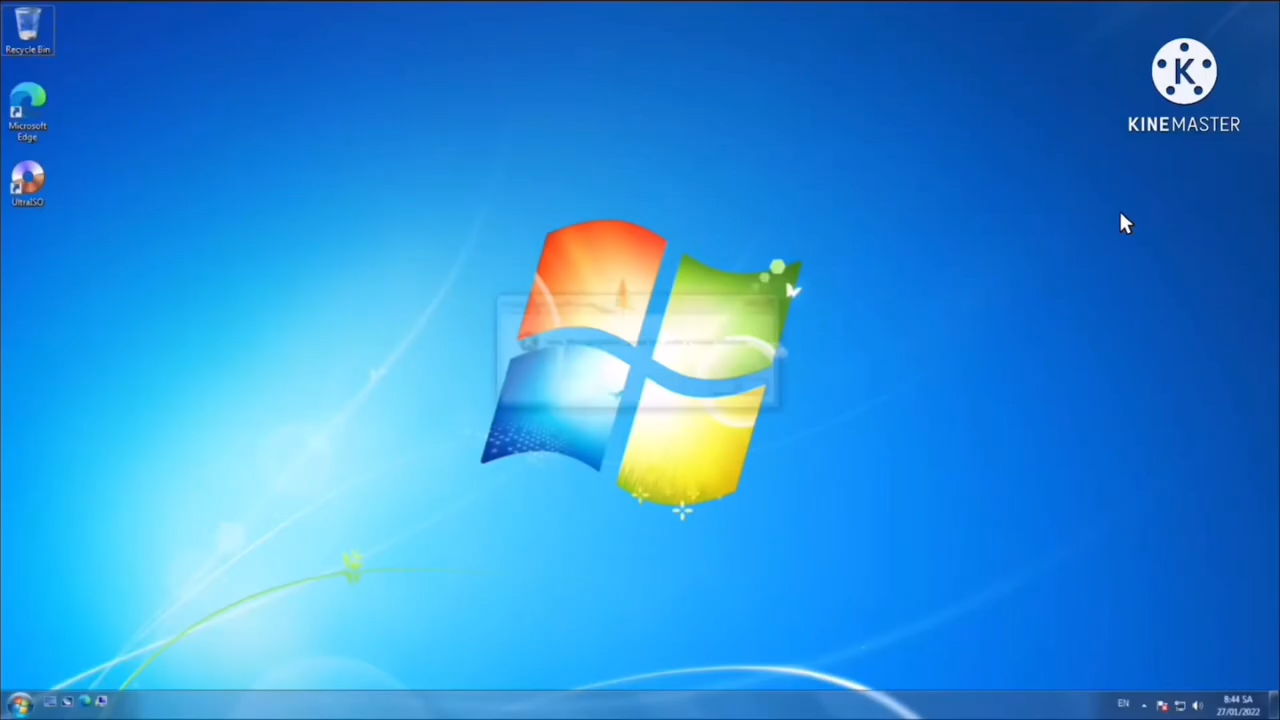 Recycle Bin
KINEMASTER
Microsoft
Edge
UltraISO
EN
8:44 SA
27/01/2022